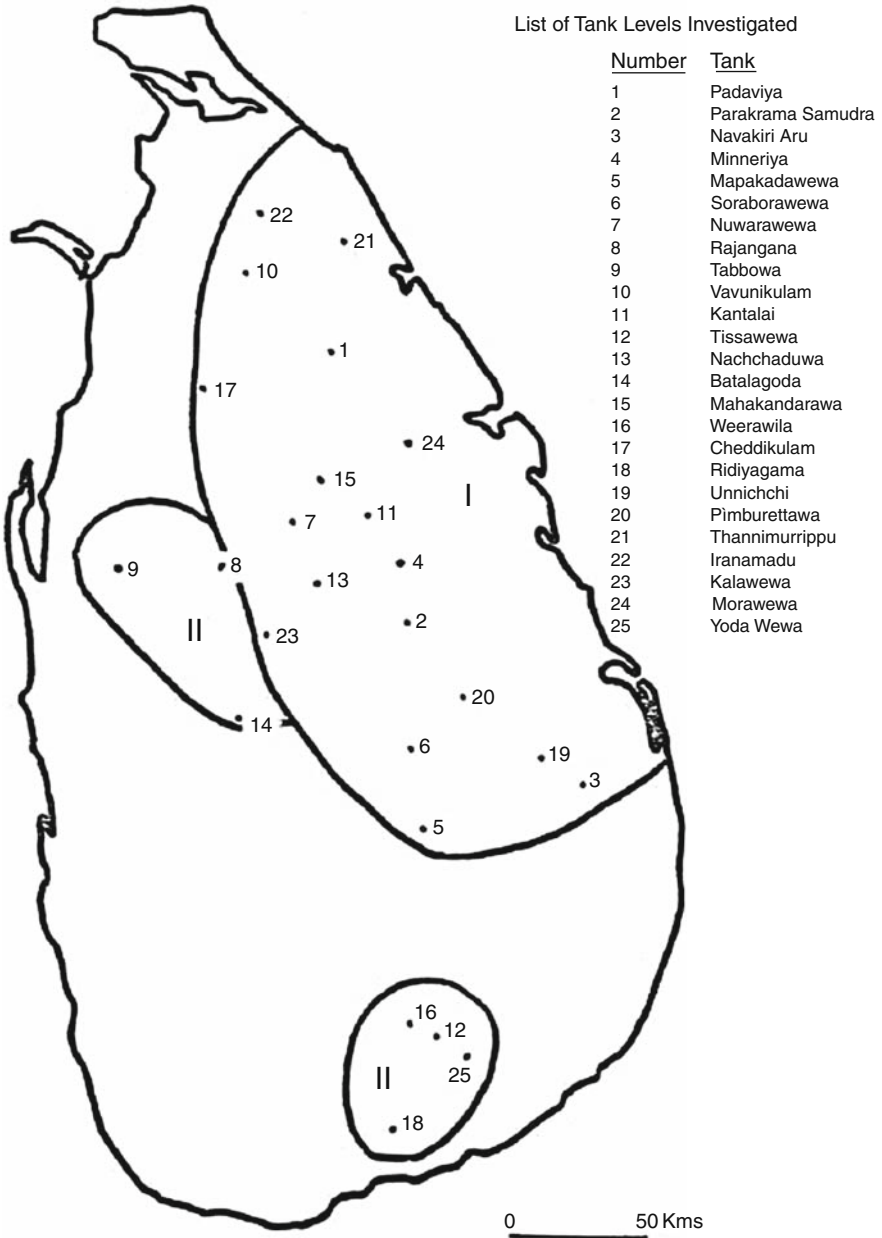 List of Tank Levels Investigated
Number Tank
1 Padaviya
2 Parakrama Samudra
3 Navakiri Aru
4 Minneriya
5 Mapakadawewa
6 Soraborawewa
7 Nuwarawewa
8 Rajangana
9 Tabbowa
10 Vavunikulam
11 Kantalai
12 Tissawewa
13 Nachchaduwa
14 Batalagoda
15 Mahakandarawa
16 Weerawila
17 Cheddikulam
18 Ridiyagama
19 Unnichchi
20 Pimburettawa
21 Thannimurrippu
22 Iranamadu
23 Kalawewa
24 Morawewa
25 Yoda Wewa
22
21
10
1
17
24
15
I
7
11
9
8
4
13
2
II
23
20
14
6
19
3
5
16
12
II
25
18
0 50 Kms